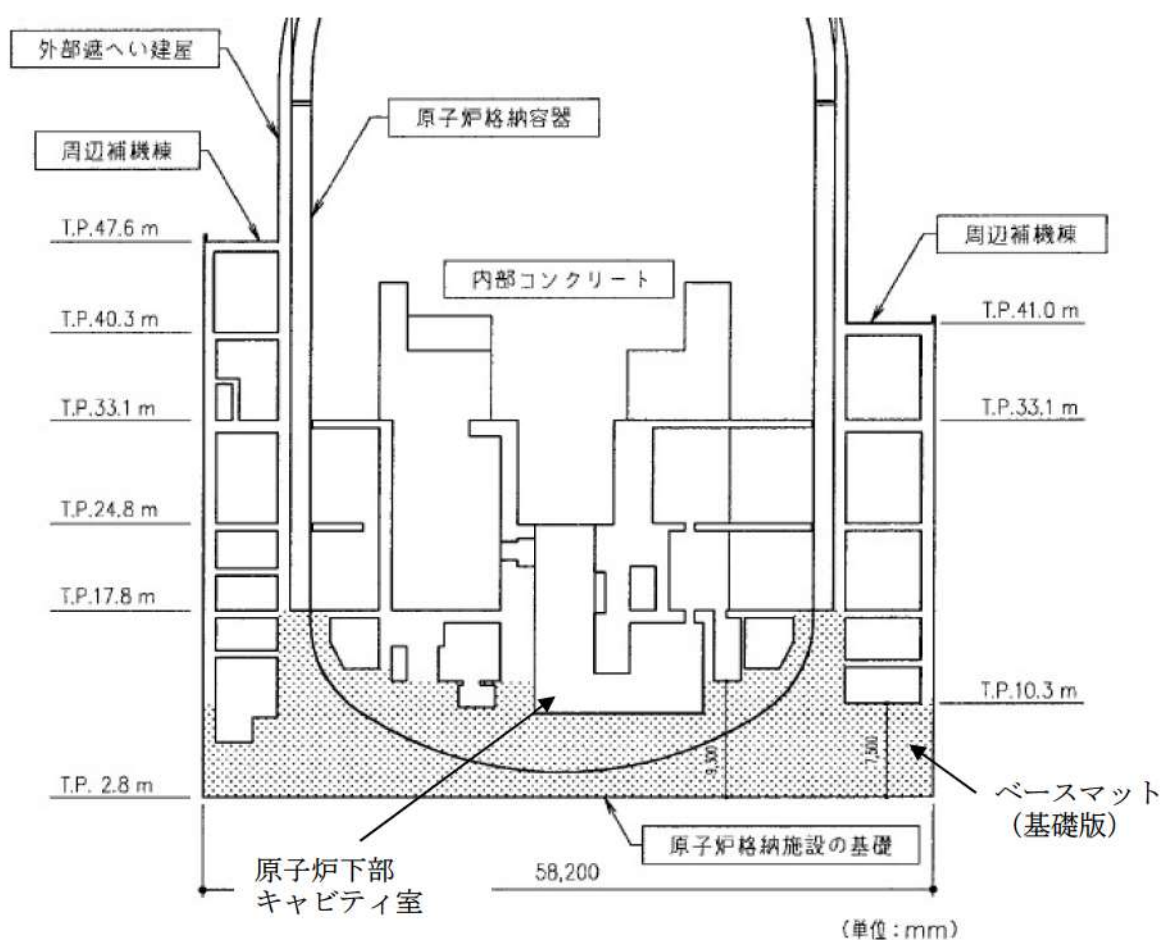 外部遮へい建屋
原子炉格納容器
周辺補機棟
T.P.47.6 m
周辺補機棟
内部コンクリート
T.P.40.3 m
T.P.41.0 m
T.P.33.1 m
T.P.33.1 m
T.P.24.8 m
T.P.17.8 m
T.P.10.3 m
9,300
7,500
T.P. 2.8 m
ベースマット
(基礎版)
原子炉格納施設の基礎
原子炉下部
キャビティ室
58,200
(単位:mm)